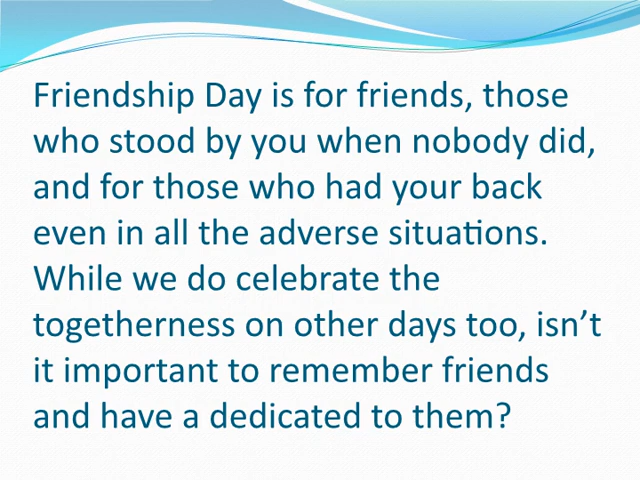 Friendship Day is for friends, those
who stood by you when nobody did,
and for those who had your back
even in all the adverse situations.
While we do celebrate the
togetherness on other days too, isn’t
it important to remember friends
and have a dedicated to them?